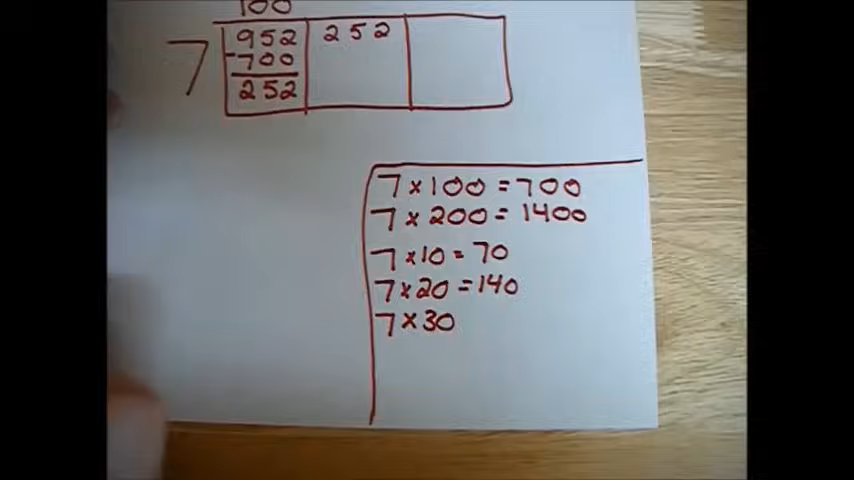 100
7 952 252
-700
252
7 × 100 = 700
7 × 200 = 1400
7 × 10 = 70
7 × 20 = 140
7 × 30